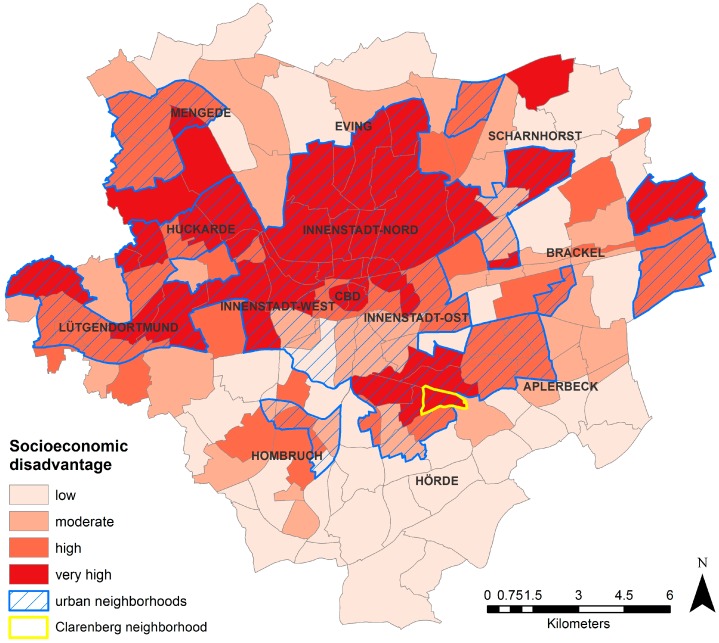 MENGEDE
EVING
SCHARNHORST
HUCKARDE
INNENSTADT-NORD
BRACKEL
CBD
INNENSTADT-WEST
INNENSTADT-OST
LÜTGENDORTMUND
APLERBECK
HOMBRUCH
HÖRDE
Socioeconomic
disadvantage
low
moderate
high
very high
urban neighborhoods
Clarenberg neighborhood
N
0 0.75 1.5 3 4.5 6
Kilometers